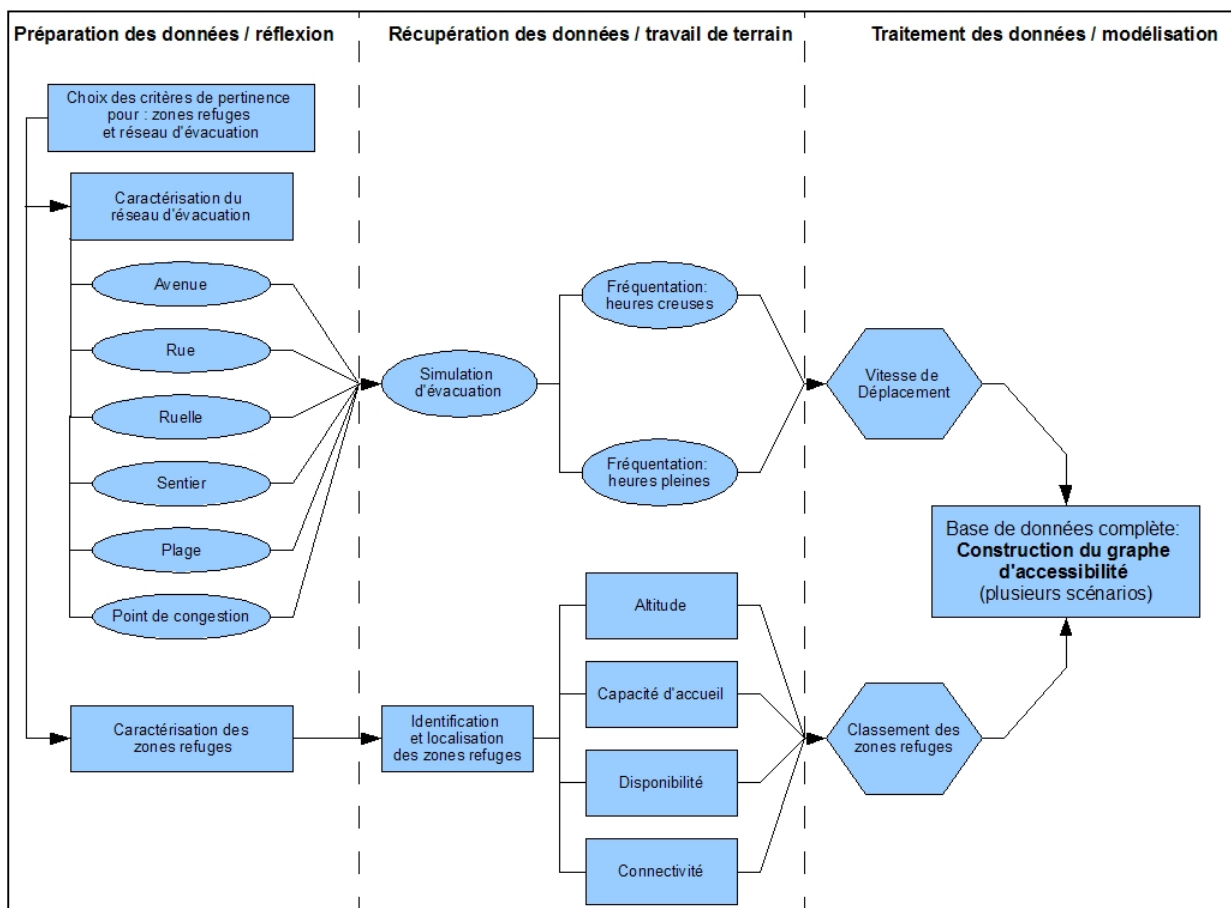 Préparation des données / réflexion
Récupération des données / travail de terrain
Traitement des données / modélisation
Choix des critères de pertinence
pour : zones refuges
et réseau d'évacuation
Caractérisation du
réseau d'évacuation
Avenue
Rue
Ruelle
Sentier
Plage
Point de congestion
Caractérisation des
zones refuges
Simulation
d'évacuation
Fréquentation:
heures creuses
Fréquentation:
heures pleines
Identification
et localisation
des zones refuges
Altitude
Capacité d'accueil
Disponibilité
Connectivité
Vitesse de
Déplacement
Classement des
zones refuges
Base de données complète:
Construction du graphe
d'accessibilité
(plusieurs scénarios)